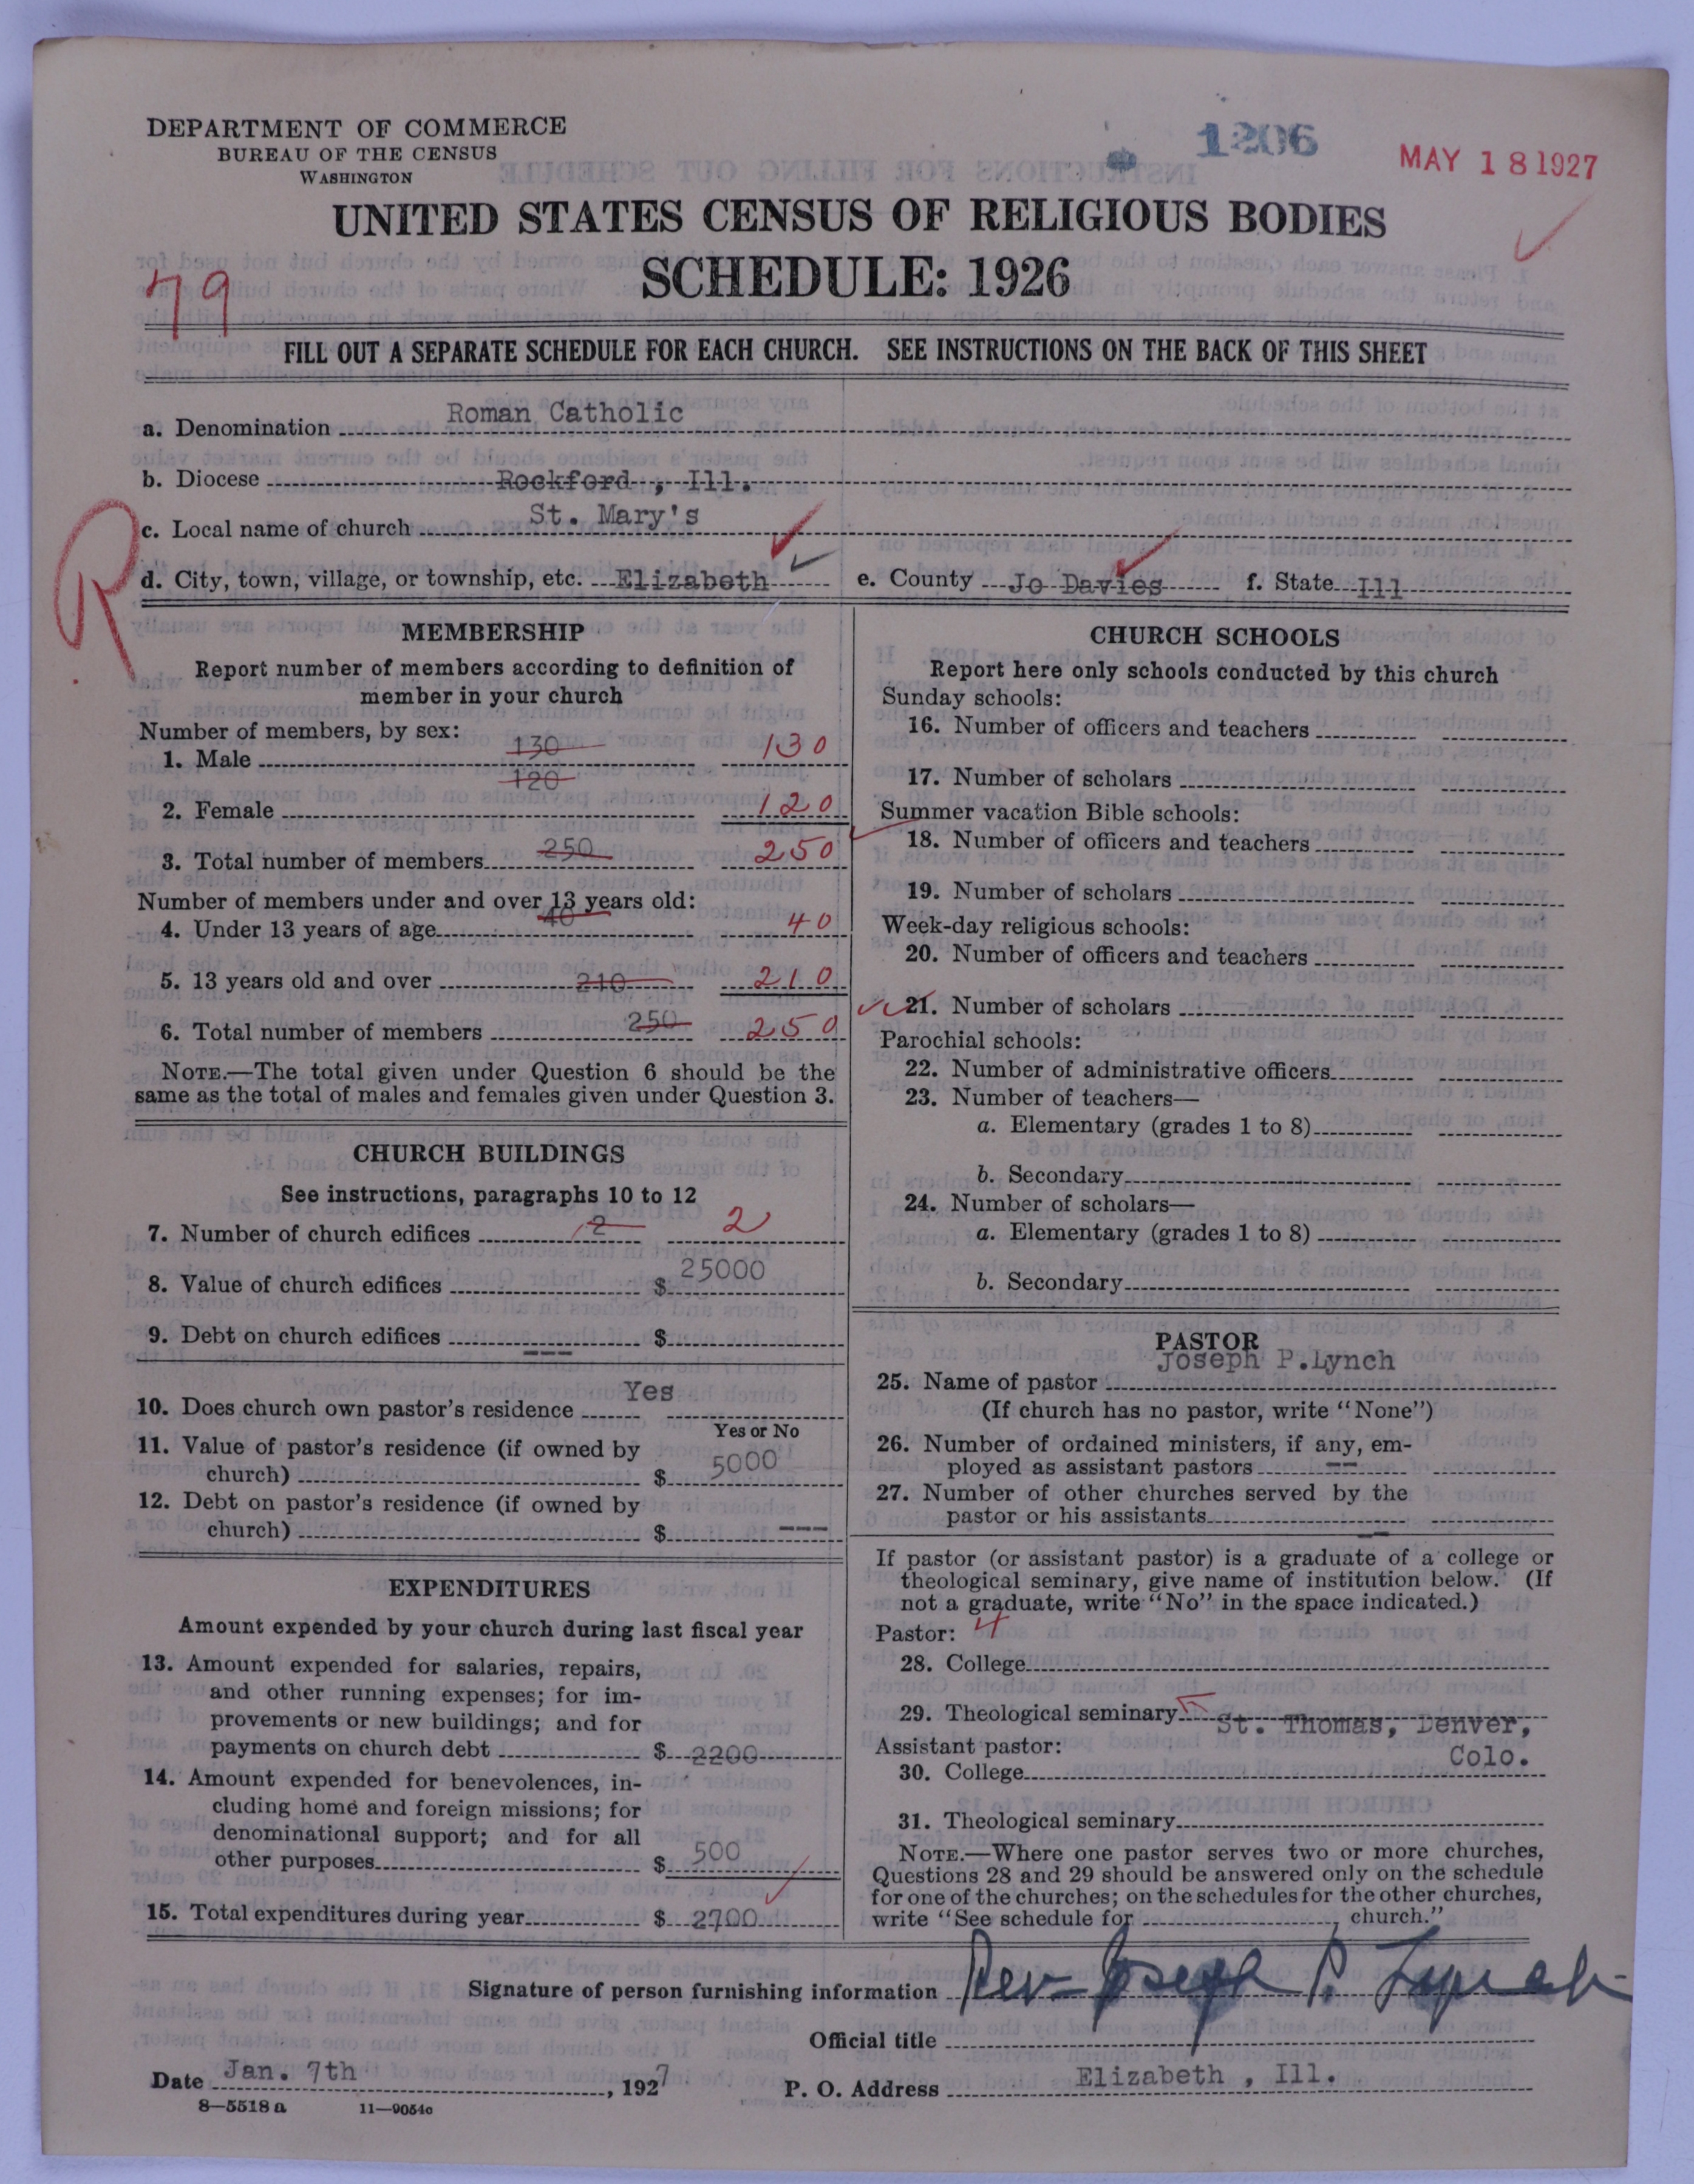 DEPARTMENT OF COMMERCE
BUREAU OF THE CENSUS
WASHINGTON
1206
MAY 18 1927
UNITED STATES CENSUS OF RELIGIOUS BODIES
SCHEDULE: 1926
79
FILL OUT A SEPARATE SCHEDULE FOR EACH CHURCH. SEE INSTRUCTIONS ON THE BACK OF THIS SHEET
a. Denomination Roman Catholic
b. Diocese Rockford , Ill.
R
c. Local name of church St. Mary's
d. City, town, village, or township, etc. Elizabeth e. County Jo Davies f. State Ill
MEMBERSHIP
Report number of members according to definition of
member in your church
Number of members, by sex:
1. Male 130 130
2. Female 120 120
3. Total number of members 250 250
Number of members under and over 13 years old:
4. Under 13 years of age 40 40
5. 13 years old and over 210 210
6. Total number of members 250 250
NOTE.—The total given under Question 6 should be the
same as the total of males and females given under Question 3.
CHURCH BUILDINGS
See instructions, paragraphs 10 to 12
7. Number of church edifices 2 2
8. Value of church edifices $ 25000
9. Debt on church edifices --- $
10. Does church own pastor's residence Yes
Yes or No
11. Value of pastor's residence (if owned by
church) $ 5000
12. Debt on pastor's residence (if owned by
church) $ ---
EXPENDITURES
Amount expended by your church during last fiscal year
13. Amount expended for salaries, repairs,
and other running expenses; for im-
provements or new buildings; and for
payments on church debt $ 2200
14. Amount expended for benevolences, in-
cluding home and foreign missions; for
denominational support; and for all
other purposes $ 500
15. Total expenditures during year $ 2700
CHURCH SCHOOLS
Report here only schools conducted by this church
Sunday schools:
16. Number of officers and teachers
17. Number of scholars
Summer vacation Bible schools:
18. Number of officers and teachers
19. Number of scholars
Week-day religious schools:
20. Number of officers and teachers
21. Number of scholars
Parochial schools:
22. Number of administrative officers
23. Number of teachers—
a. Elementary (grades 1 to 8)
b. Secondary
24. Number of scholars—
a. Elementary (grades 1 to 8)
b. Secondary
PASTOR
25. Name of pastor Joseph P.Lynch
(If church has no pastor, write "None")
26. Number of ordained ministers, if any, em-
ployed as assistant pastors --
27. Number of other churches served by the
pastor or his assistants
If pastor (or assistant pastor) is a graduate of a college or
theological seminary, give name of institution below. (If
not a graduate, write "No" in the space indicated.)
Pastor: 4
28. College
29. Theological seminary St. Thomas, Denver,
Colo.
Assistant pastor:
30. College
31. Theological seminary
NOTE.—Where one pastor serves two or more churches,
Questions 28 and 29 should be answered only on the schedule
for one of the churches; on the schedules for the other churches,
write "See schedule for , church."
Signature of person furnishing information Rev. Joseph P. Lynch
Official title
Date Jan. 7th , 1927 P. O. Address Elizabeth , Ill.
8—5518 a 11—9054c